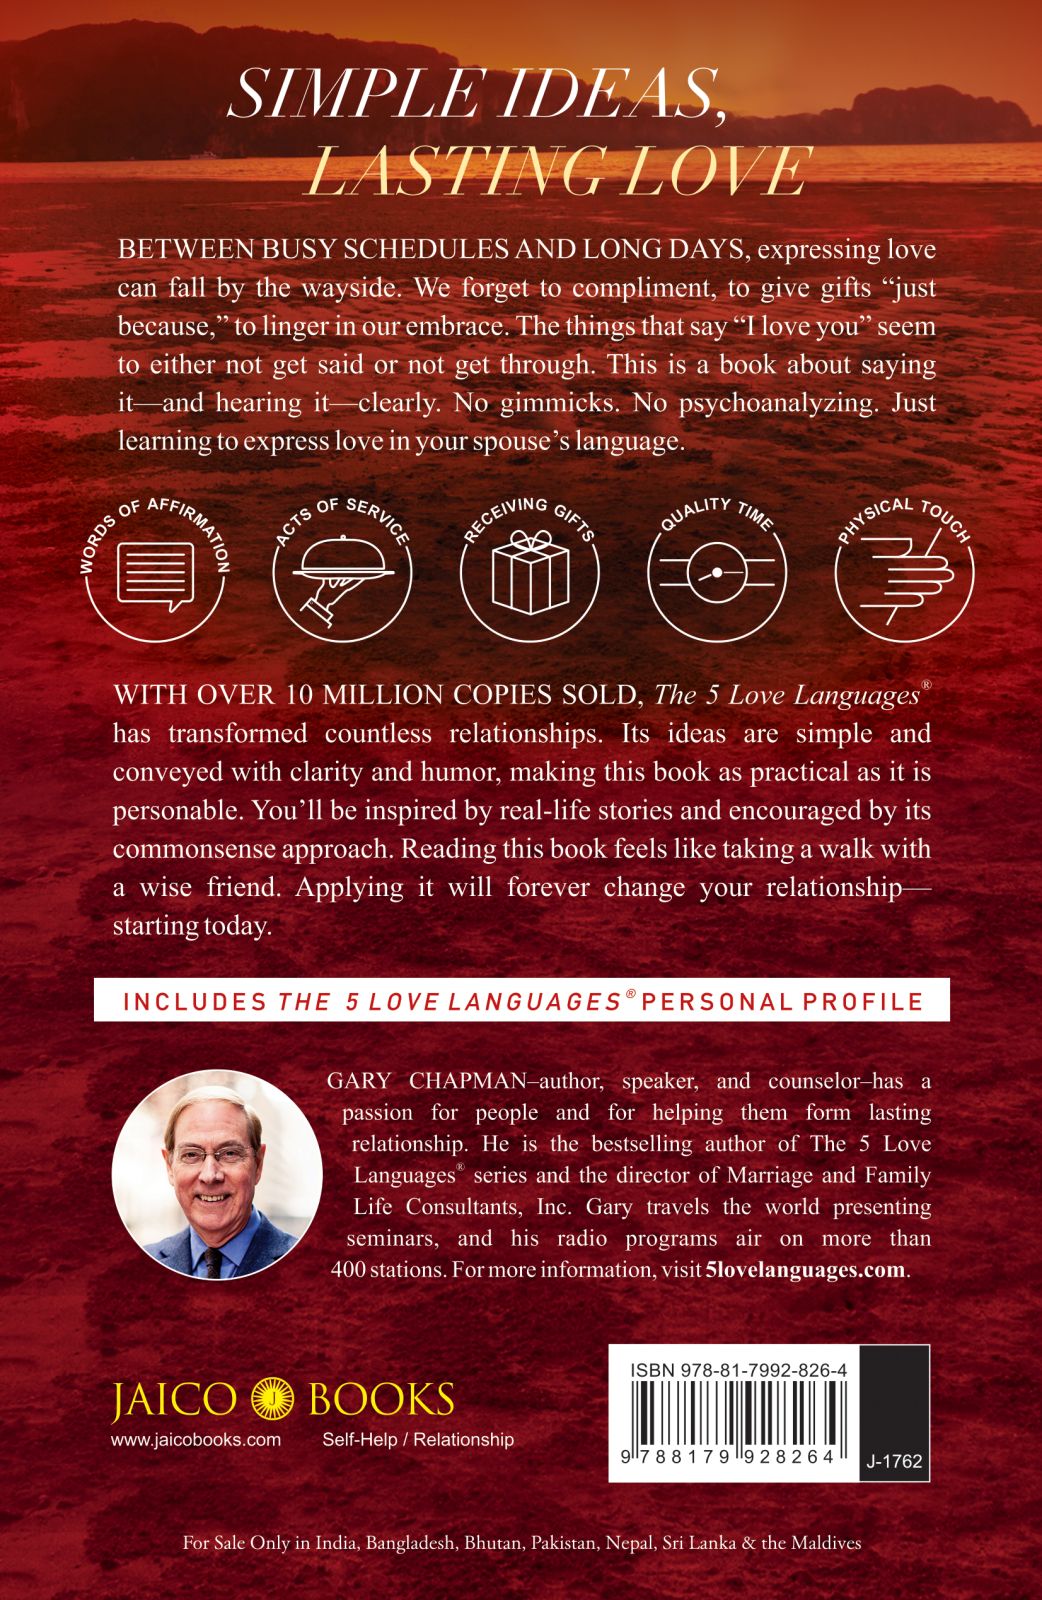 SIMPLE IDEAS,
LASTING LOVE
BETWEEN BUSY SCHEDULES AND LONG DAYS, expressing love
can fall by the wayside. We forget to compliment, to give gifts “just
because,” to linger in our embrace. The things that say “I love you” seem
to either not get said or not get through. This is a book about saying
it—and hearing it—clearly. No gimmicks. No psychoanalyzing. Just
learning to express love in your spouse’s language.
WORDS OF AFFIRMATION
ACTS OF SERVICE
RECEIVING GIFTS
QUALITY TIME
PHYSICAL TOUCH
WITH OVER 10 MILLION COPIES SOLD, The 5 Love Languages®
has transformed countless relationships. Its ideas are simple and
conveyed with clarity and humor, making this book as practical as it is
personable. You’ll be inspired by real-life stories and encouraged by its
commonsense approach. Reading this book feels like taking a walk with
a wise friend. Applying it will forever change your relationship—
starting today.
INCLUDES THE 5 LOVE LANGUAGES® PERSONAL PROFILE
GARY CHAPMAN–author, speaker, and counselor–has a
passion for people and for helping them form lasting
relationship. He is the bestselling author of The 5 Love
Languages® series and the director of Marriage and Family
Life Consultants, Inc. Gary travels the world presenting
seminars, and his radio programs air on more than
400 stations. For more information, visit 5lovelanguages.com.
JAICO J BOOKS
www.jaicobooks.com Self-Help / Relationship
ISBN 978-81-7992-826-4
9 788179 928264
J-1762
For Sale Only in India, Bangladesh, Bhutan, Pakistan, Nepal, Sri Lanka & the Maldives